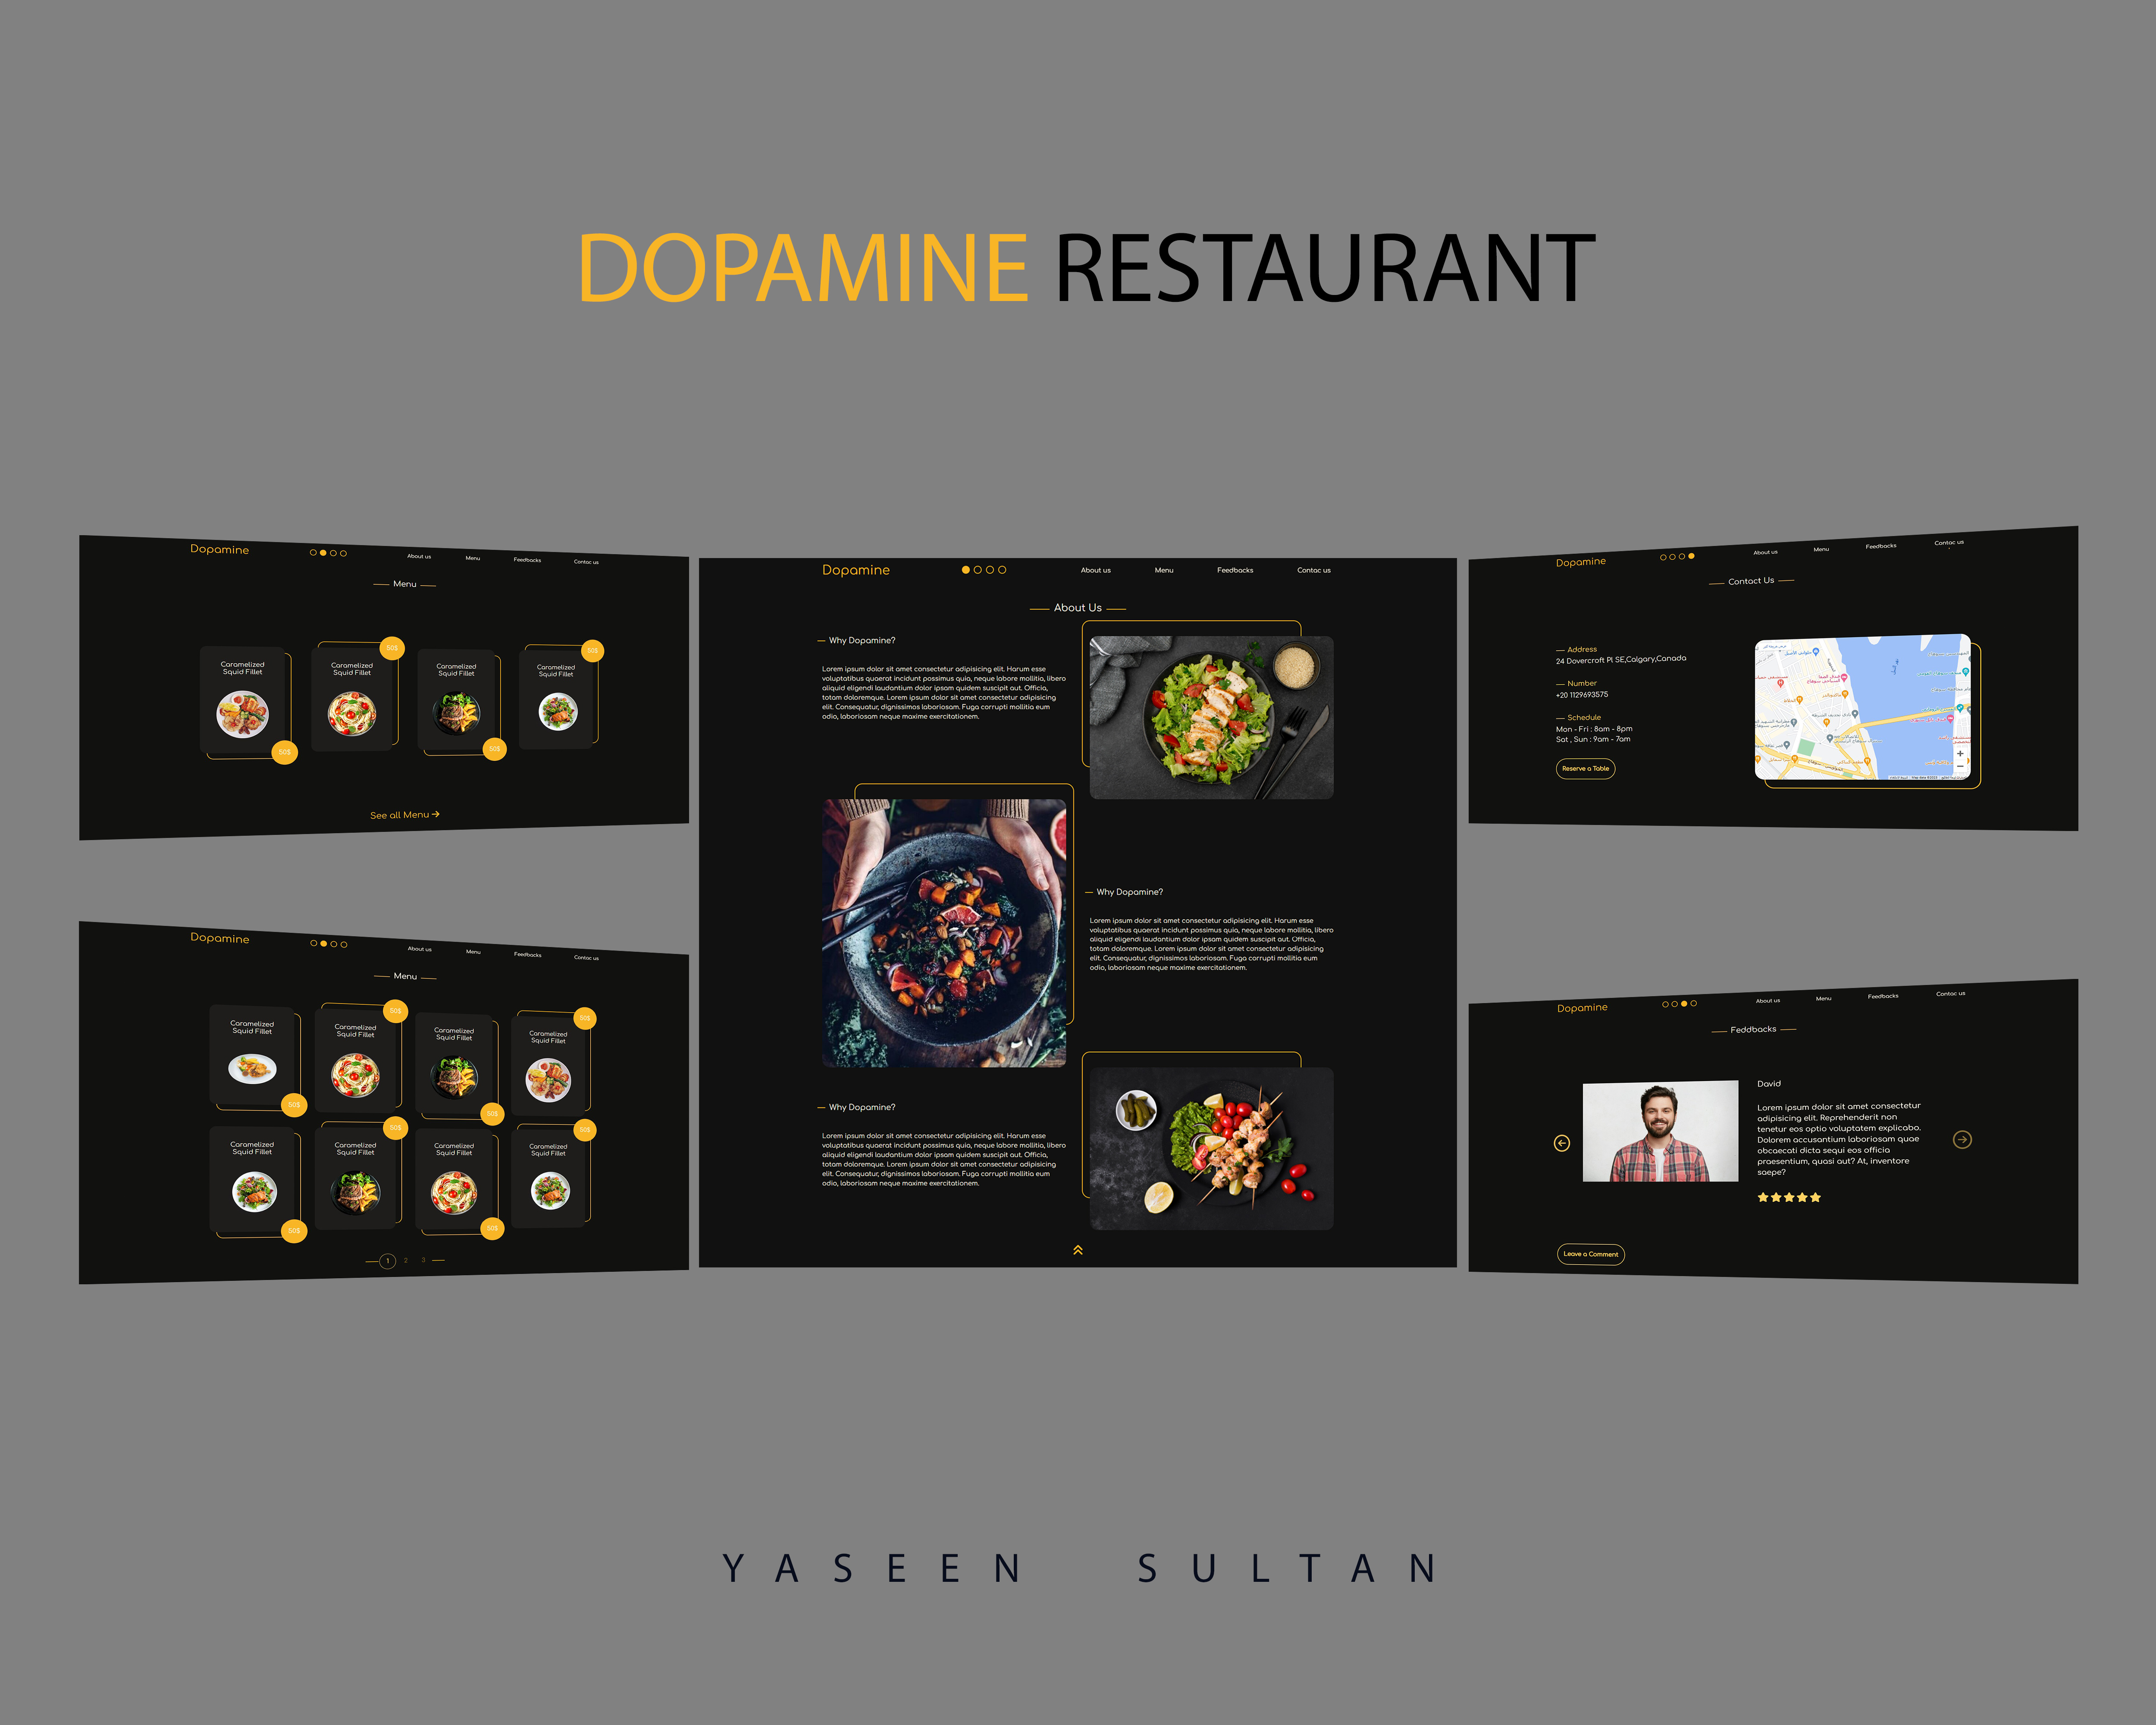 DOPAMINE RESTAURANT
Dopamine
About us
Menu
Feedbacks
Contac us
Menu
Caramelized
Squid Fillet
50$
Caramelized
Squid Fillet
50$
Caramelized
Squid Fillet
50$
Caramelized
Squid Fillet
50$
See all Menu
Dopamine
About us
Menu
Feedbacks
Contac us
Menu
Caramelized
Squid Fillet
50$
Caramelized
Squid Fillet
50$
Caramelized
Squid Fillet
50$
Caramelized
Squid Fillet
50$
Caramelized
Squid Fillet
50$
Caramelized
Squid Fillet
50$
Caramelized
Squid Fillet
50$
Caramelized
Squid Fillet
50$
1 2 3
Dopamine
About us
Menu
Feedbacks
Contac us
About Us
Why Dopamine?
Lorem ipsum dolor sit amet consectetur adipisicing elit. Harum esse
voluptatibus quaerat incidunt possimus quia, neque labore mollitia, libero
aliquid eligendi laudantium dolor ipsam quidem suscipit aut. Officia,
totam doloremque. Lorem ipsum dolor sit amet consectetur adipisicing
elit. Consequatur, dignissimos laboriosam. Fuga corrupti mollitia eum
odio, laboriosam neque maxime exercitationem.
Why Dopamine?
Lorem ipsum dolor sit amet consectetur adipisicing elit. Harum esse
voluptatibus quaerat incidunt possimus quia, neque labore mollitia, libero
aliquid eligendi laudantium dolor ipsam quidem suscipit aut. Officia,
totam doloremque. Lorem ipsum dolor sit amet consectetur adipisicing
elit. Consequatur, dignissimos laboriosam. Fuga corrupti mollitia eum
odio, laboriosam neque maxime exercitationem.
Why Dopamine?
Lorem ipsum dolor sit amet consectetur adipisicing elit. Harum esse
voluptatibus quaerat incidunt possimus quia, neque labore mollitia, libero
aliquid eligendi laudantium dolor ipsam quidem suscipit aut. Officia,
totam doloremque. Lorem ipsum dolor sit amet consectetur adipisicing
elit. Consequatur, dignissimos laboriosam. Fuga corrupti mollitia eum
odio, laboriosam neque maxime exercitationem.
Dopamine
About us
Menu
Feedbacks
Contac us
Contact Us
Address
24 Dovercroft Pl SE,Calgary,Canada
Number
+20 1129693575
Schedule
Mon - Fri : 8am - 8pm
Sat , Sun : 9am - 7am
Reserve a Table
Dopamine
About us
Menu
Feedbacks
Contac us
Feddbacks
David
Lorem ipsum dolor sit amet consectetur
adipisicing elit. Reprehenderit non
tenetur eos optio voluptatem explicabo.
Dolorem accusantium laboriosam quae
obcaecati dicta sequi eos officia
praesentium, quasi aut? At, inventore
saepe?
Leave a Comment
YASEEN SULTAN